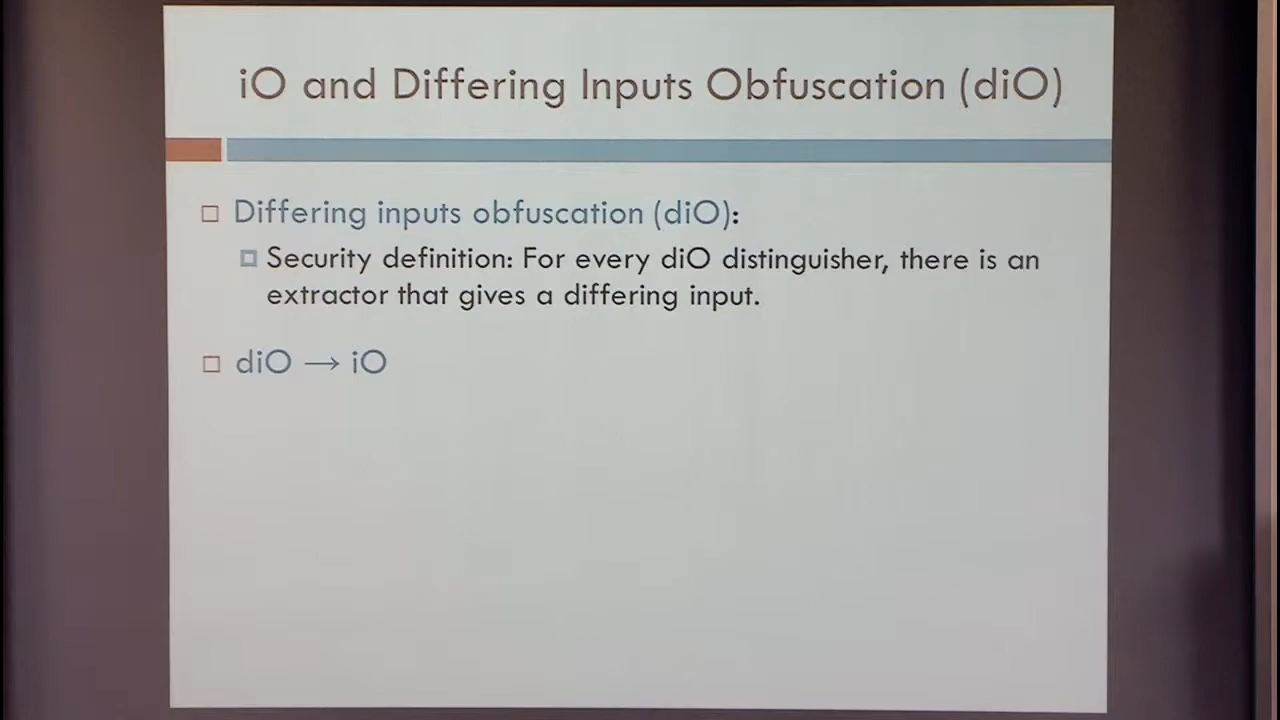 iO and Differing Inputs Obfuscation (diO)
Differing inputs obfuscation (diO):
Security definition: For every diO distinguisher, there is an
extractor that gives a differing input.
diO → iO